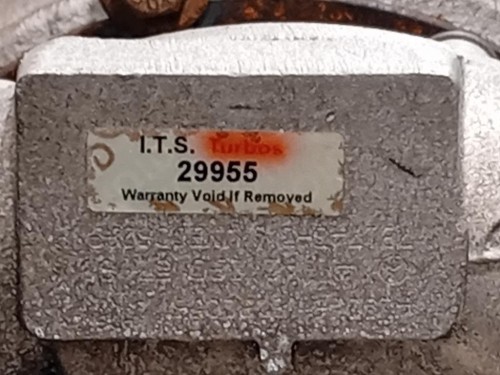 I.T.S. Turbos
29955
Warranty Void If Removed